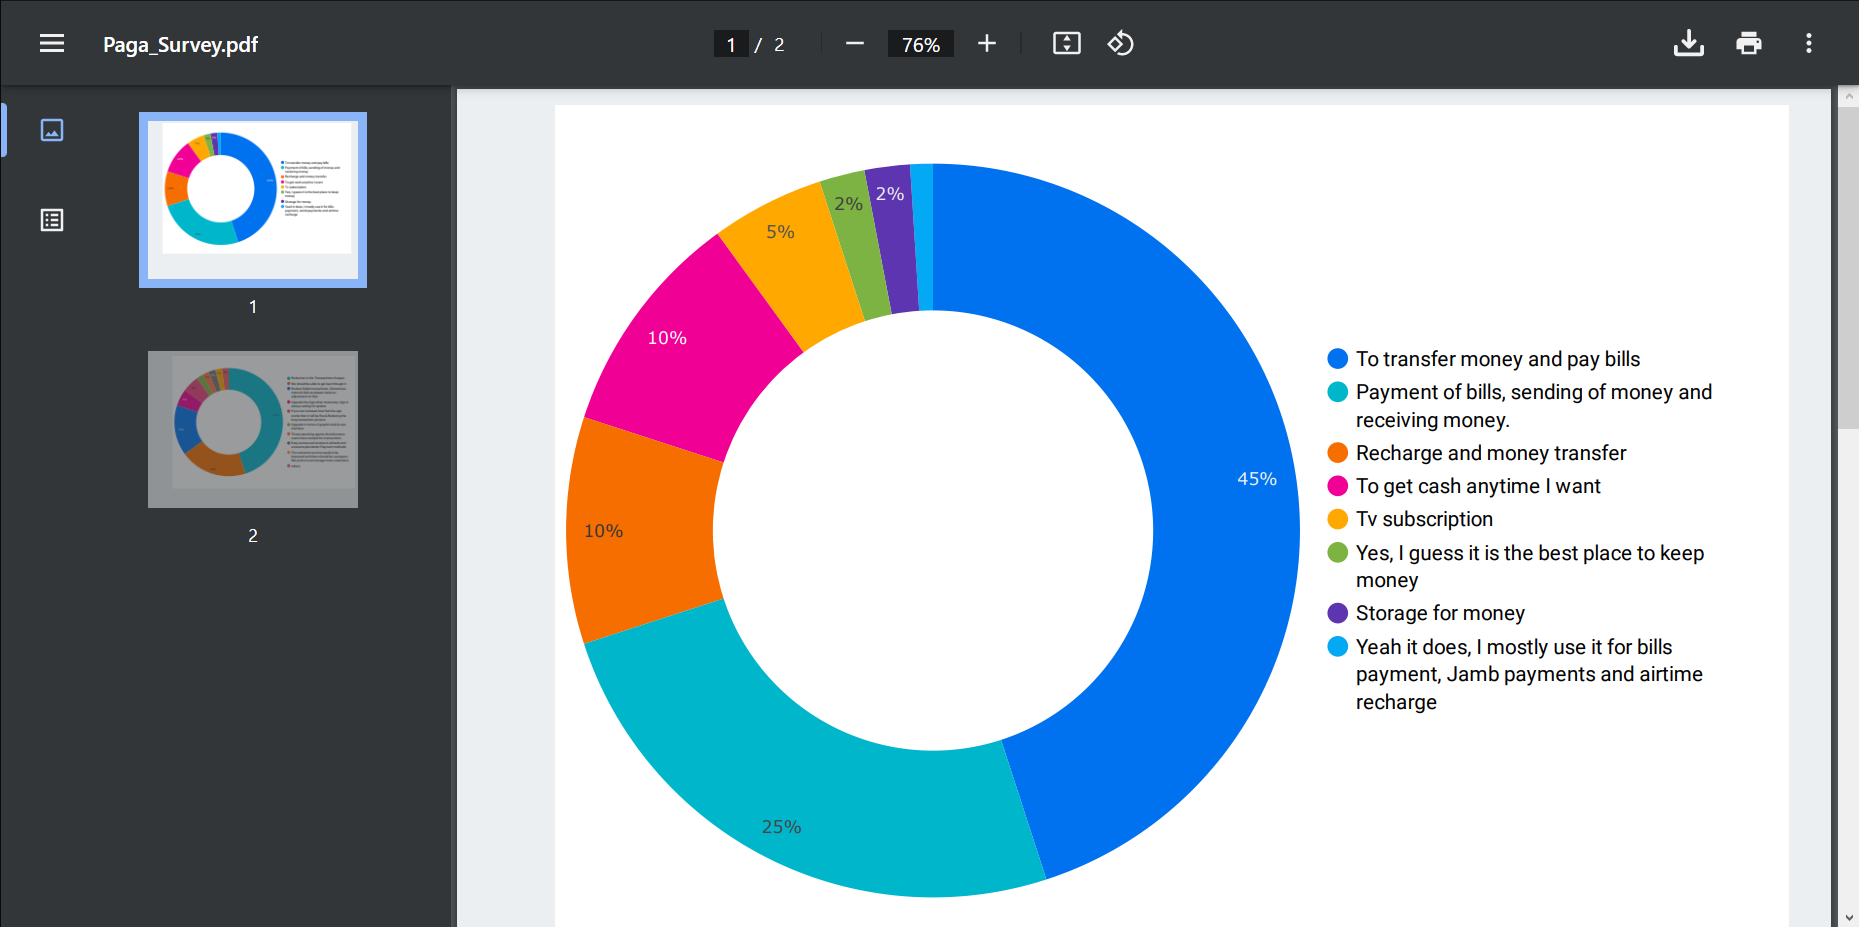 Paga_Survey.pdf
1 / 2
76%
1
2
2%
2%
5%
10%
45%
10%
25%
To transfer money and pay bills
Payment of bills, sending of money and
receiving money.
Recharge and money transfer
To get cash anytime I want
Tv subscription
Yes, I guess it is the best place to keep
money
Storage for money
Yeah it does, I mostly use it for bills
payment, Jamb payments and airtime
recharge